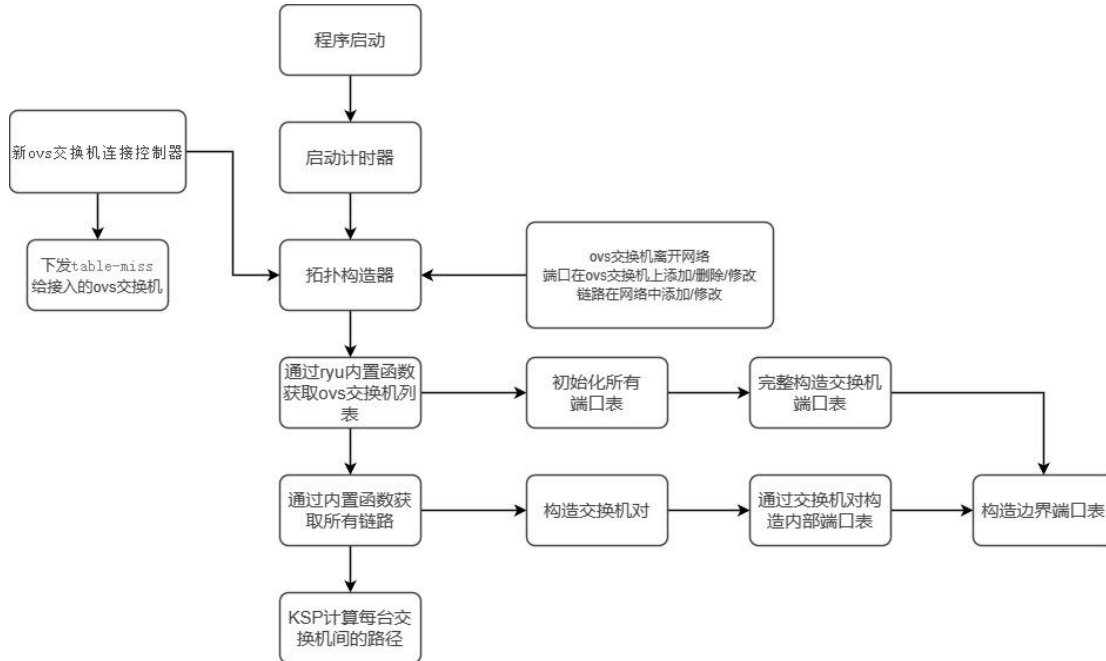 程序启动
新ovs交换机连接控制器
启动计时器
下发table-miss
给接入的ovs交换机
拓扑构造器
ovs交换机离开网络
端口在ovs交换机上添加/删除/修改
链路在网络中添加/修改
通过ryu内置函数
获取ovs交换机列
表
初始化所有
端口表
完整构造交换机
端口表
通过内置函数获
取所有链路
构造交换机对
通过交换机对构
造内部端口表
构造边界端口表
KSP计算每台交
换机间的路径